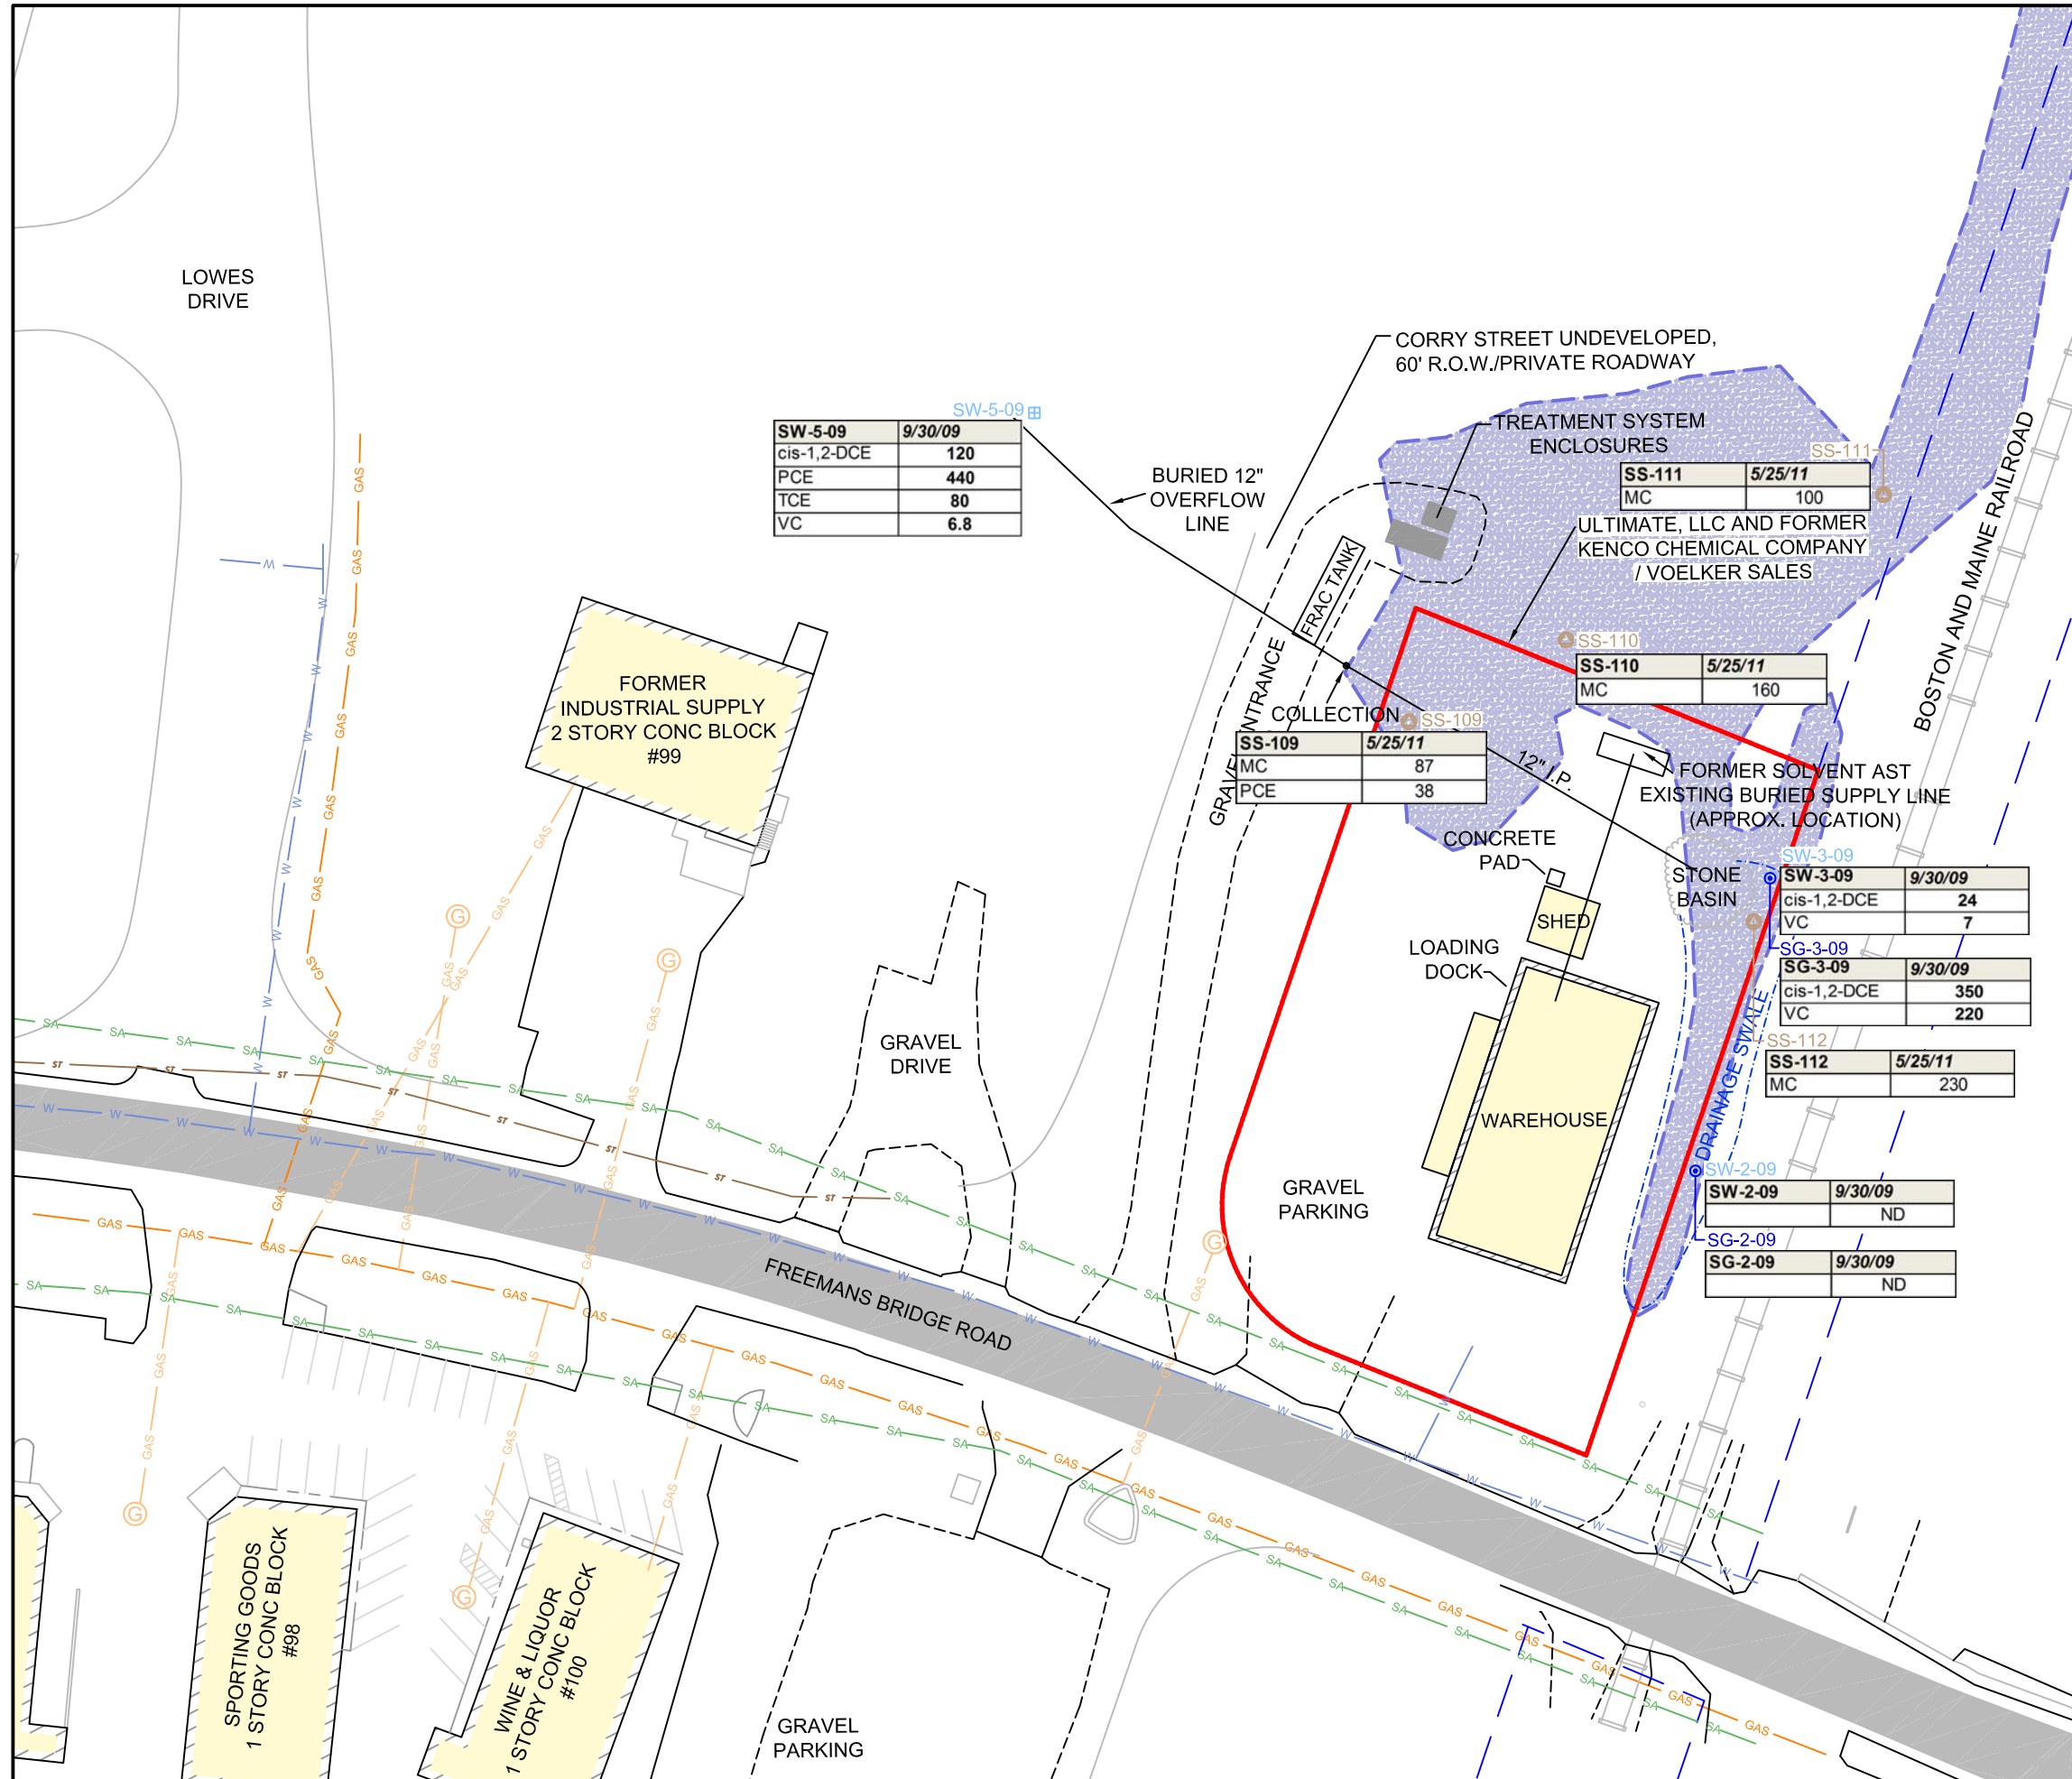 LOWES
DRIVE
CORRY STREET UNDEVELOPED,
60' R.O.W./PRIVATE ROADWAY
SW-5-09
SW-5-09 9/30/09
cis-1,2-DCE 120
PCE 440
TCE 80
VC 6.8
BURIED 12"
OVERFLOW
LINE
TREATMENT SYSTEM
ENCLOSURES
SS-111
SS-111 5/25/11
MC 100
ULTIMATE, LLC AND FORMER
KENCO CHEMICAL COMPANY
/ VOELKER SALES
BOSTON AND MAINE RAILROAD
FRAC TANK
SS-110
SS-110 5/25/11
MC 160
FORMER
INDUSTRIAL SUPPLY
2 STORY CONC BLOCK
#99
COLLECTION
SS-109
SS-109 5/25/11
MC 87
PCE 38
12" I.P.
FORMER SOLVENT AST
EXISTING BURIED SUPPLY LINE
(APPROX. LOCATION)
CONCRETE
PAD
STONE
BASIN
SHED
SW-3-09
SW-3-09 9/30/09
cis-1,2-DCE 24
VC 7
SG-3-09
SG-3-09 9/30/09
cis-1,2-DCE 350
VC 220
LOADING
DOCK
SS-112
SS-112 5/25/11
MC 230
GRAVEL
DRIVE
WAREHOUSE
DRAINAGE SWALE
GRAVEL
PARKING
SW-2-09
SW-2-09 9/30/09
ND
SG-2-09
SG-2-09 9/30/09
ND
FREEMANS BRIDGE ROAD
SPORTING GOODS
1 STORY CONC BLOCK
#98
WINE & LIQUOR
1 STORY CONC BLOCK
#100
GRAVEL
PARKING